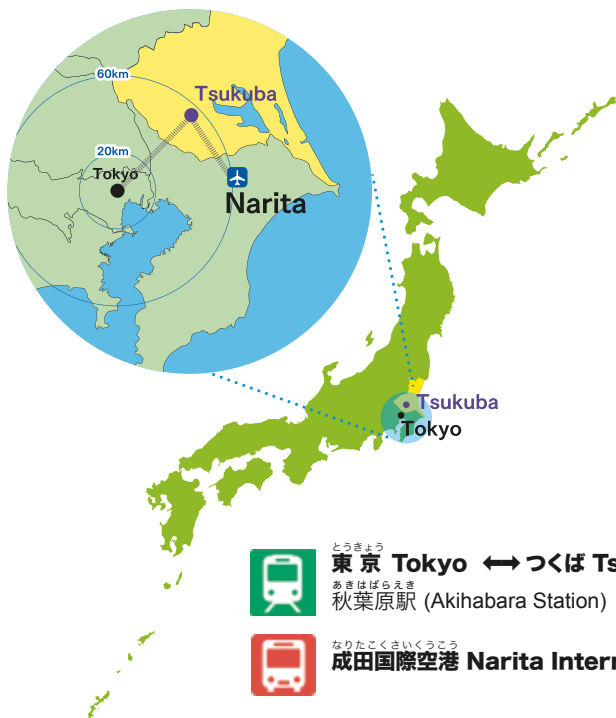 60km
Tsukuba
20km
Tokyo
Narita
Tsukuba
Tokyo
とうきょう
東京 Tokyo ⟷ つくば Ts
あきはばらえき
秋葉原駅 (Akihabara Station)
なりたこくさいくうこう
成田国際空港 Narita Intern